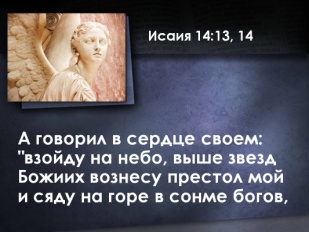 Исаия 14:13, 14
А говорил в сердце своем:
"взойду на небо, выше звезд
Божиих вознесу престол мой
и сяду на горе в сонме богов,